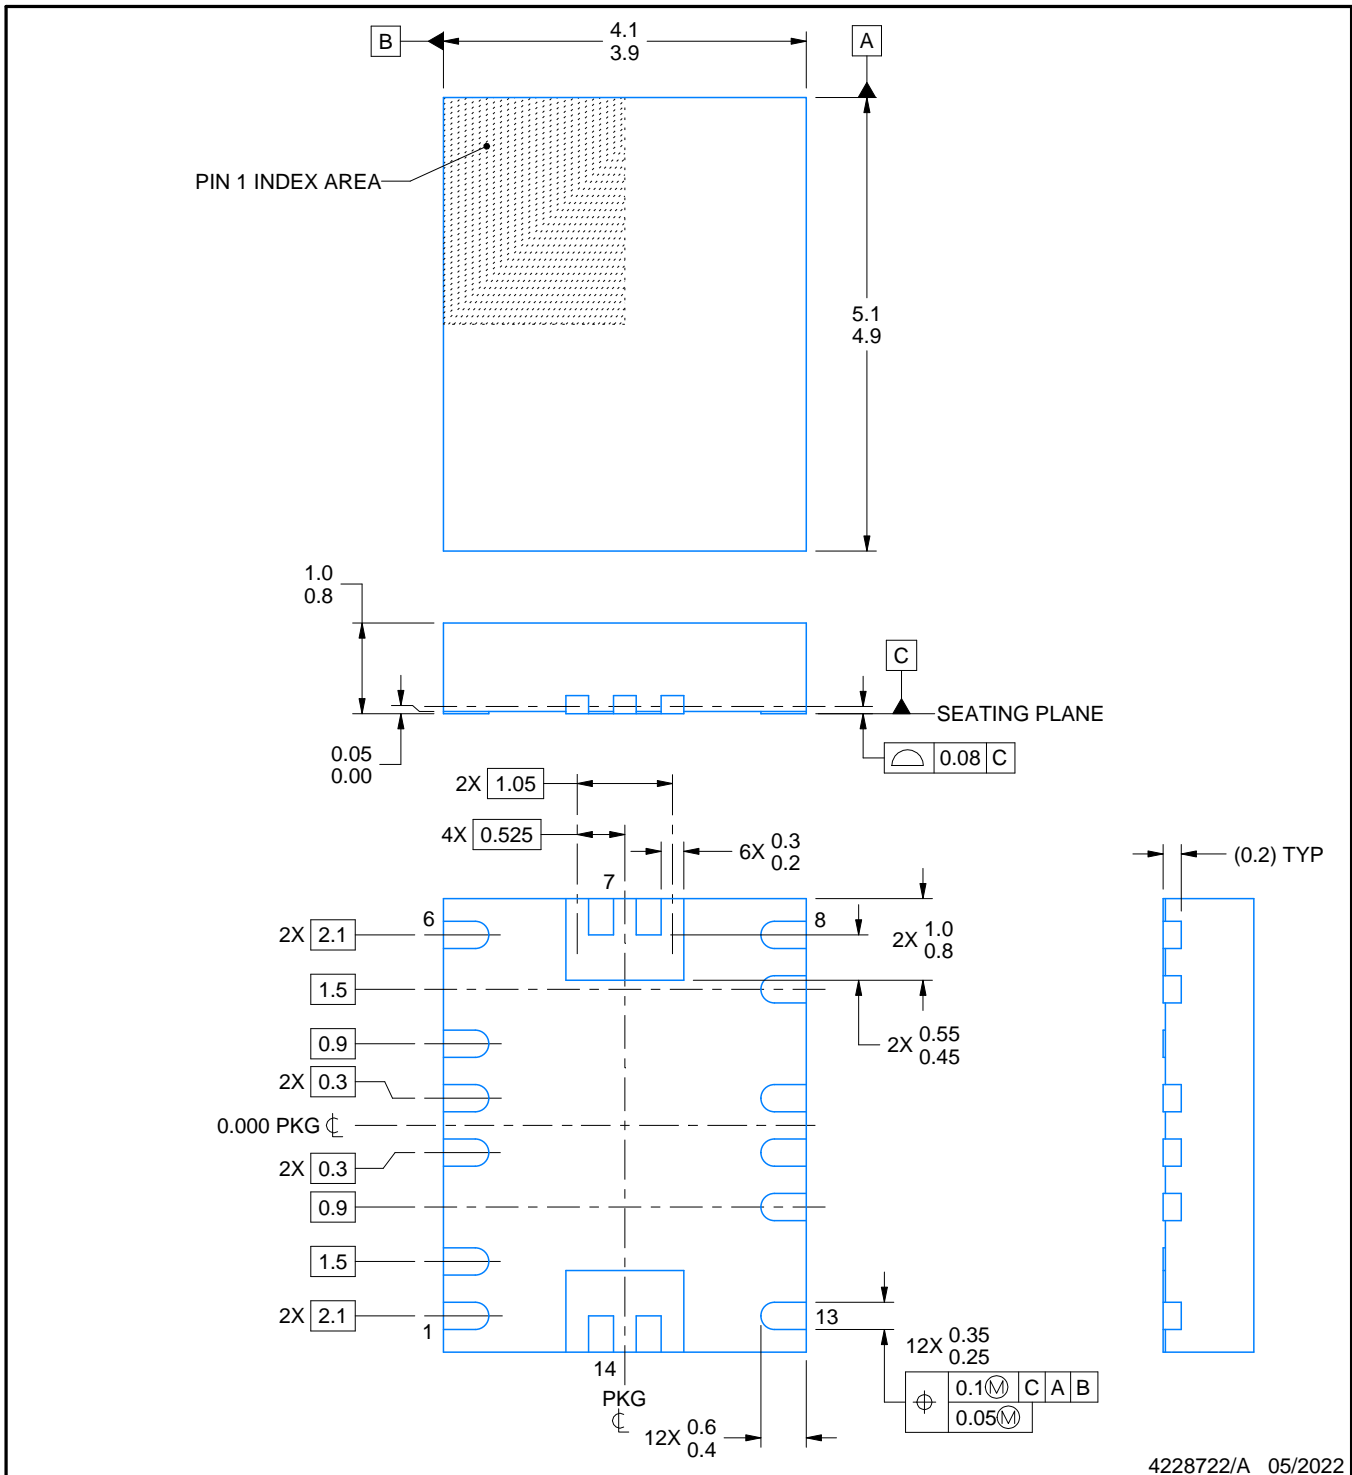 B
4.1
3.9
A
PIN 1 INDEX AREA
5.1
4.9
1.0
0.8
C
SEATING PLANE
0.05
0.00
0.08 C
2X 1.05
4X 0.525
6X 0.3
0.2
(0.2) TYP
7
6
8
2X 2.1
2X 1.0
0.8
1.5
0.9
2X 0.55
0.45
2X 0.3
0.000 PKG
2X 0.3
0.9
1.5
2X 2.1
1
13
12X 0.35
0.25
14
PKG
0.1Ⓜ C A B
0.05Ⓜ
12X 0.6
0.4
4228722/A 05/2022